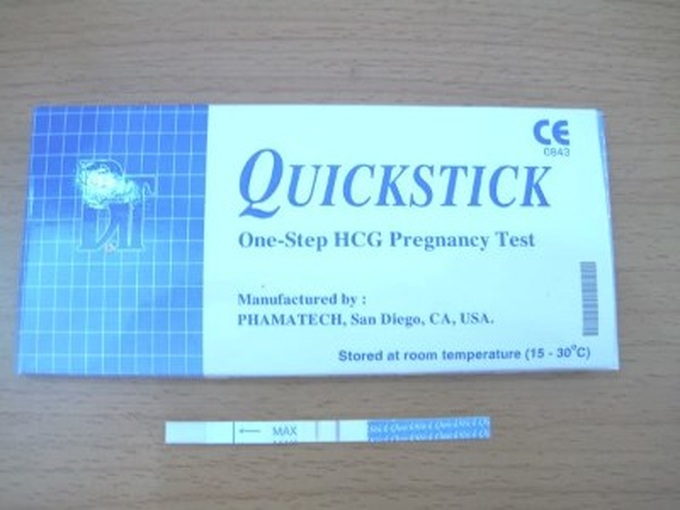 CE
0843
QUICKSTICK
One-Step HCG Pregnancy Test
Manufactured by :
PHAMATECH, San Diego, CA, USA.
Stored at room temperature (15 - 30°C)
← MAX